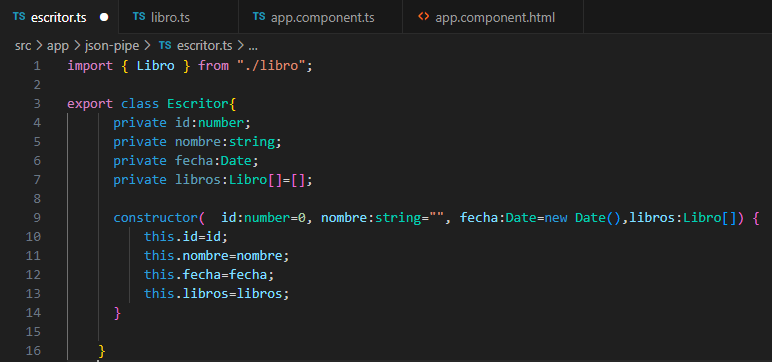 TS escritor.ts TS libro.ts TS app.component.ts <> app.component.html
src > app > json-pipe > TS escritor.ts > ...
1 import { Libro } from "./libro";
2
3 export class Escritor{
4 private id:number;
5 private nombre:string;
6 private fecha:Date;
7 private libros:Libro[]=[];
8
9 constructor(  id:number=0, nombre:string="", fecha:Date=new Date(),libros:Libro[]) {
10 this.id=id;
11 this.nombre=nombre;
12 this.fecha=fecha;
13 this.libros=libros;
14 }
15
16 }